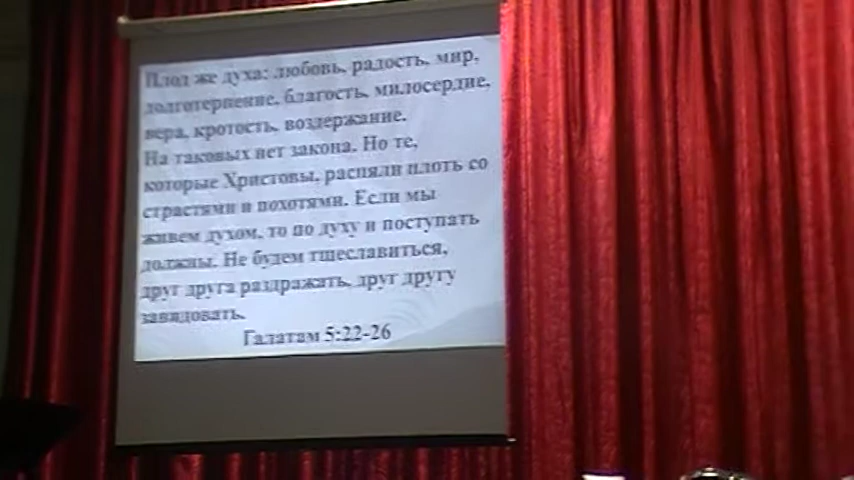 Плод же духа: любовь, радость, мир,
долготерпение, благость, милосердие,
вера, кротость, воздержание.
На таковых нет закона. Но те,
которые Христовы, распяли плоть со
страстями и похотями. Если мы
живем духом, то по духу и поступать
должны. Не будем тщеславиться,
друг друга раздражать, друг другу
завидовать.
Галатам 5:22-26